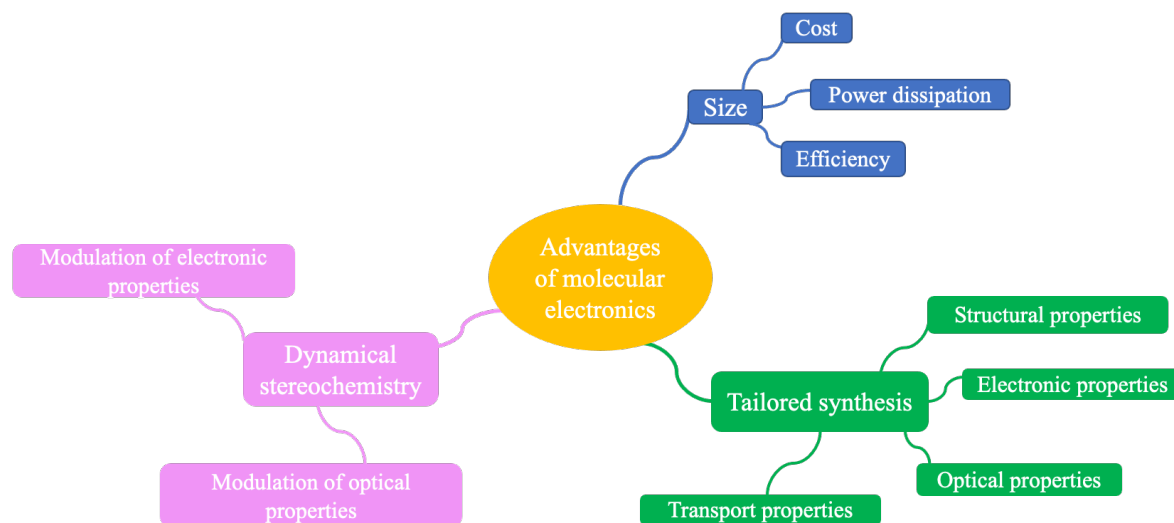 Cost
Size
Power dissipation
Efficiency
Advantages
of molecular
electronics
Modulation of electronic
properties
Dynamical
stereochemistry
Modulation of optical
properties
Structural properties
Electronic properties
Tailored synthesis
Optical properties
Transport properties